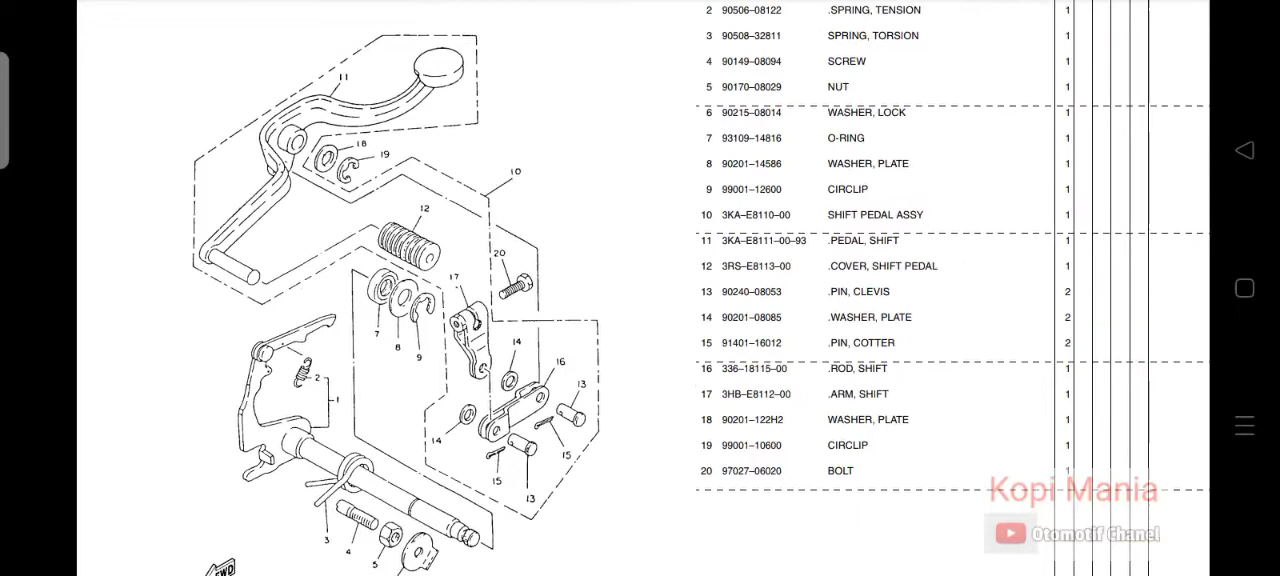 11
18
19
10
12
20
17
7
8
9
14
16
2
1
13
14
15
15
13
3
4
5
FWD
2 90506-08122 .SPRING, TENSION 1
3 90508-32811 SPRING, TORSION 1
4 90149-08094 SCREW 1
5 90170-08029 NUT 1
6 90215-08014 WASHER, LOCK 1
7 93109-14816 O-RING 1
8 90201-14586 WASHER, PLATE 1
9 99001-12600 CIRCLIP 1
10 3KA-E8110-00 SHIFT PEDAL ASSY 1
11 3KA-E8111-00-93 .PEDAL, SHIFT 1
12 3RS-E8113-00 .COVER, SHIFT PEDAL 1
13 90240-08053 .PIN, CLEVIS 2
14 90201-08085 .WASHER, PLATE 2
15 91401-16012 .PIN, COTTER 2
16 336-18115-00 .ROD, SHIFT 1
17 3HB-E8112-00 .ARM, SHIFT 1
18 90201-122H2 WASHER, PLATE 1
19 99001-10600 CIRCLIP 1
20 97027-06020 BOLT 1
Kopi Mania
Otomotif Chanel